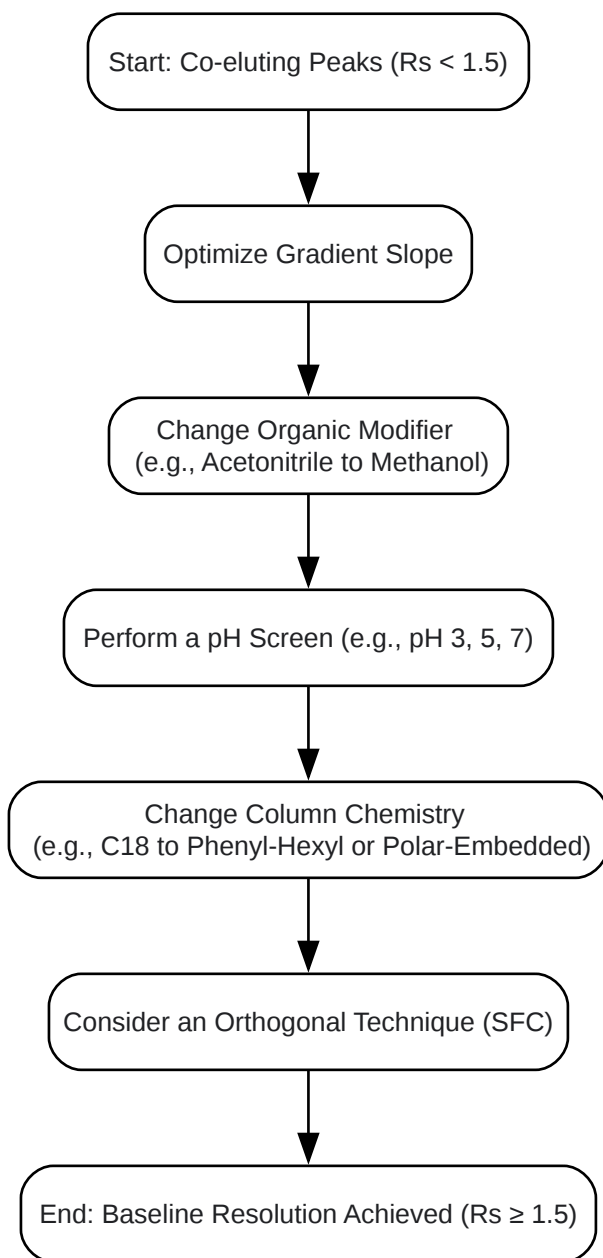 Start: Co-eluting Peaks (Rs < 1.5)
Optimize Gradient Slope
Change Organic Modifier
(e.g., Acetonitrile to Methanol)
Perform a pH Screen (e.g., pH 3, 5, 7)
Change Column Chemistry
(e.g., C18 to Phenyl-Hexyl or Polar-Embedded)
Consider an Orthogonal Technique (SFC)
End: Baseline Resolution Achieved (Rs ≥ 1.5)